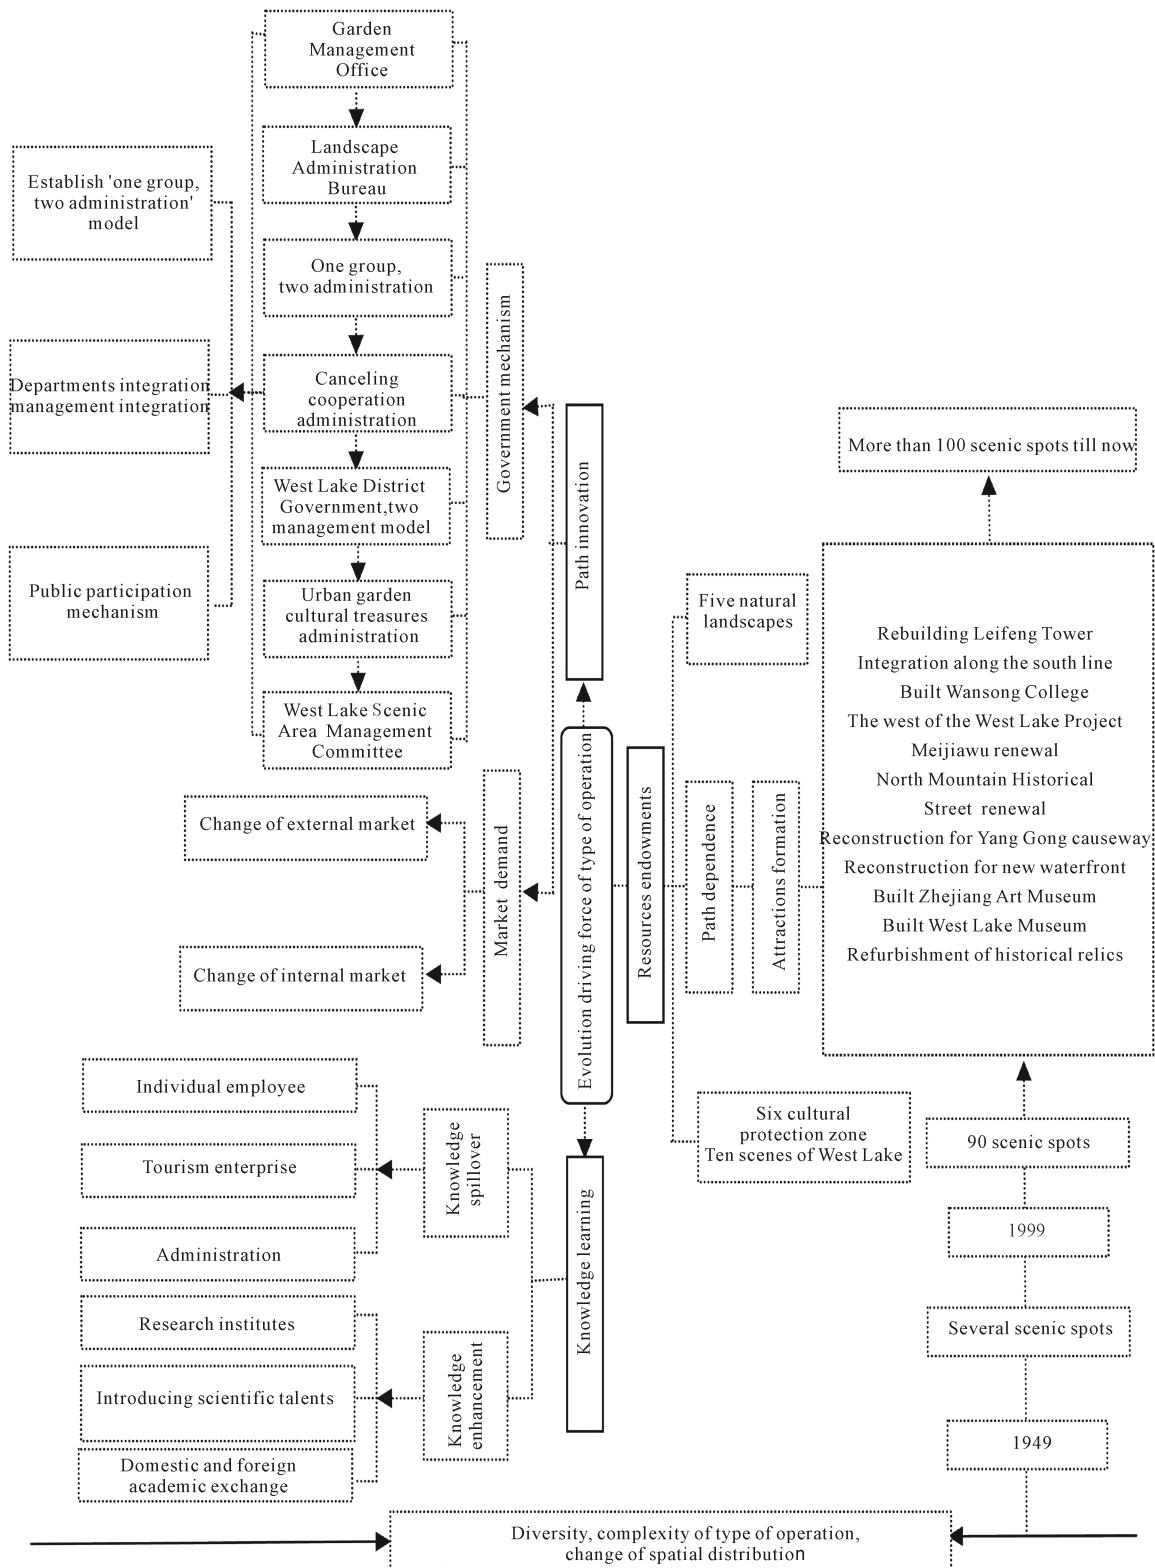 Garden
Management
Office
Landscape
Administration
Bureau
One group,
two administration
Canceling
cooperation
administration
West Lake District
Government,two
management model
Urban garden
cultural treasures
administration
West Lake Scenic
Area Management
Committee
Establish 'one group,
two administration'
model
Departments integration
management integration
Public participation
mechanism
Government mechanism
Path innovation
Market demand
Change of external market
Change of internal market
Evolution driving force of type of operation
Resources endowments
Five natural
landscapes
Path dependence
Attractions formation
Six cultural
protection zone
Ten scenes of West Lake
More than 100 scenic spots till now
Rebuilding Leifeng Tower
Integration along the south line
Built Wansong College
The west of the West Lake Project
Meijiawu renewal
North Mountain Historical
Street renewal
Reconstruction for Yang Gong causeway
Reconstruction for new waterfront
Built Zhejiang Art Museum
Built West Lake Museum
Refurbishment of historical relics
90 scenic spots
1999
Several scenic spots
1949
Knowledge learning
Knowledge
spillover
Individual employee
Tourism enterprise
Administration
Knowledge
enhancement
Research institutes
Introducing scientific talents
Domestic and foreign
academic exchange
Diversity, complexity of type of operation,
change of spatial distribution